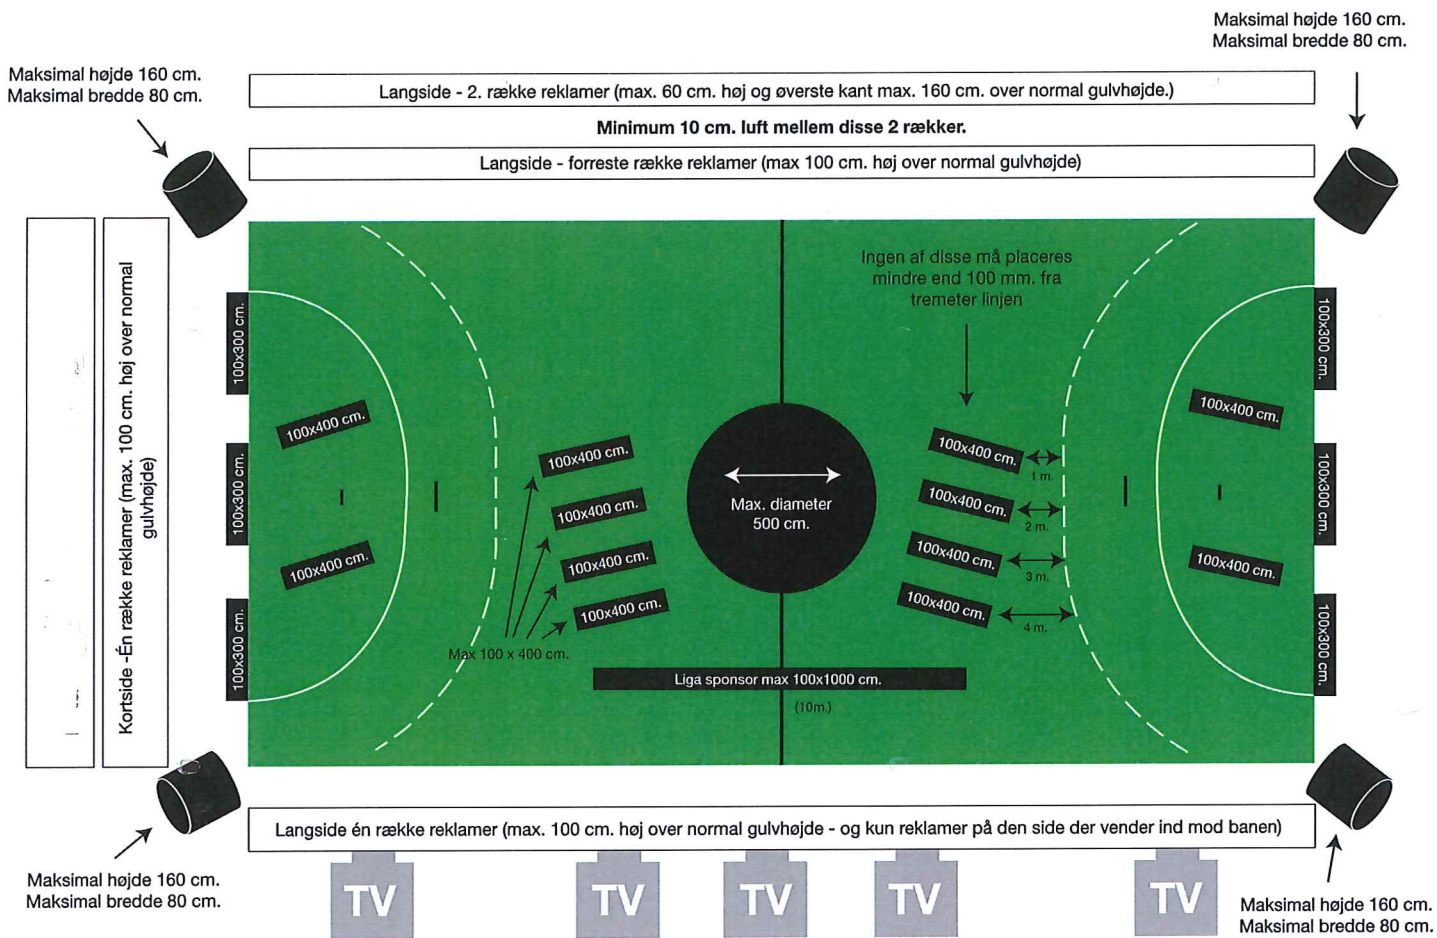 Maksimal højde 160 cm.
Maksimal bredde 80 cm.
Maksimal højde 160 cm.
Maksimal bredde 80 cm.
Langside - 2. række reklamer (max. 60 cm. høj og øverste kant max. 160 cm. over normal gulvhøjde.)
Minimum 10 cm. luft mellem disse 2 rækker.
Langside - forreste række reklamer (max 100 cm. høj over normal gulvhøjde)
Kortside -Én række reklamer (max. 100 cm. høj over normal
gulvhøjde)
100x300 cm.
100x300 cm.
100x300 cm.
100x400 cm.
100x400 cm.
100x400 cm.
100x400 cm.
100x400 cm.
100x400 cm.
Max 100 x 400 cm.
Max. diameter
500 cm.
Ingen af disse må placeres
mindre end 100 mm. fra
tremeter linjen
100x400 cm.
1 m.
100x400 cm.
2 m.
100x400 cm.
3 m.
100x400 cm.
4 m.
100x400 cm.
100x400 cm.
100x300 cm.
100x300 cm.
100x300 cm.
Liga sponsor max 100x1000 cm.
(10m.)
Langside én række reklamer (max. 100 cm. høj over normal gulvhøjde - og kun reklamer på den side der vender ind mod banen)
Maksimal højde 160 cm.
Maksimal bredde 80 cm.
TV
TV
TV
TV
TV
Maksimal højde 160 cm.
Maksimal bredde 80 cm.